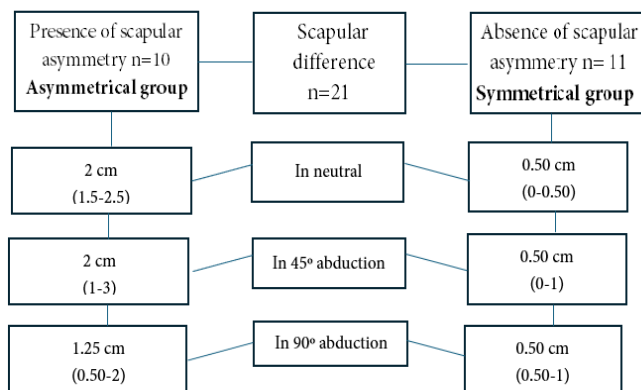 Presence of scapular
asymmetry n=10
Asymmetrical group
Scapular
difference
n=21
Absence of scapular
asymmetry n= 11
Symmetrical group
2 cm
(1.5-2.5)
In neutral
0.50 cm
(0-0.50)
2 cm
(1-3)
In 45º abduction
0.50 cm
(0-1)
1.25 cm
(0.50-2)
In 90º abduction
0.50 cm
(0.50-1)